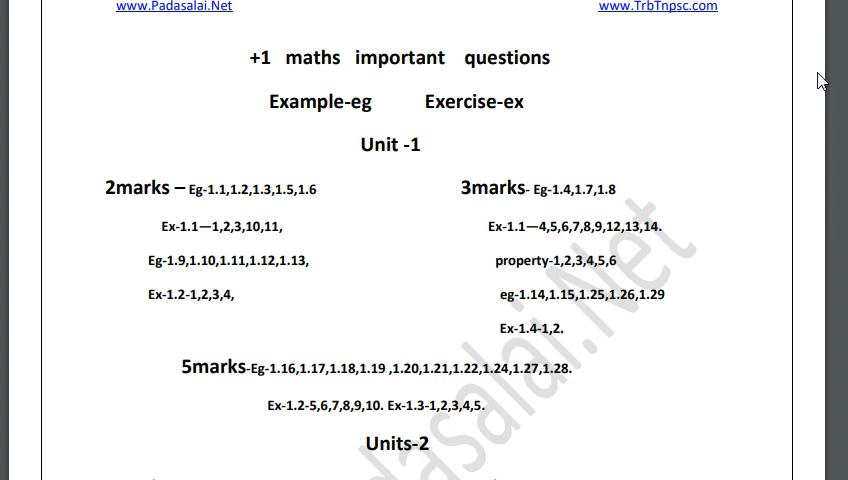 www.Padasalai.Net www.TrbTnpsc.com
+1 maths important questions
Example-eg Exercise-ex
Unit -1
2marks – Eg-1.1,1.2,1.3,1.5,1.6 3marks- Eg-1.4,1.7,1.8
Ex-1.1—1,2,3,10,11, Ex-1.1—4,5,6,7,8,9,12,13,14.
Eg-1.9,1.10,1.11,1.12,1.13, property-1,2,3,4,5,6
Ex-1.2-1,2,3,4, eg-1.14,1.15,1.25,1.26,1.29
Ex-1.4-1,2.
5marks-Eg-1.16,1.17,1.18,1.19 ,1.20,1.21,1.22,1.24,1.27,1.28.
Ex-1.2-5,6,7,8,9,10. Ex-1.3-1,2,3,4,5.
Units-2
dasalai.Net